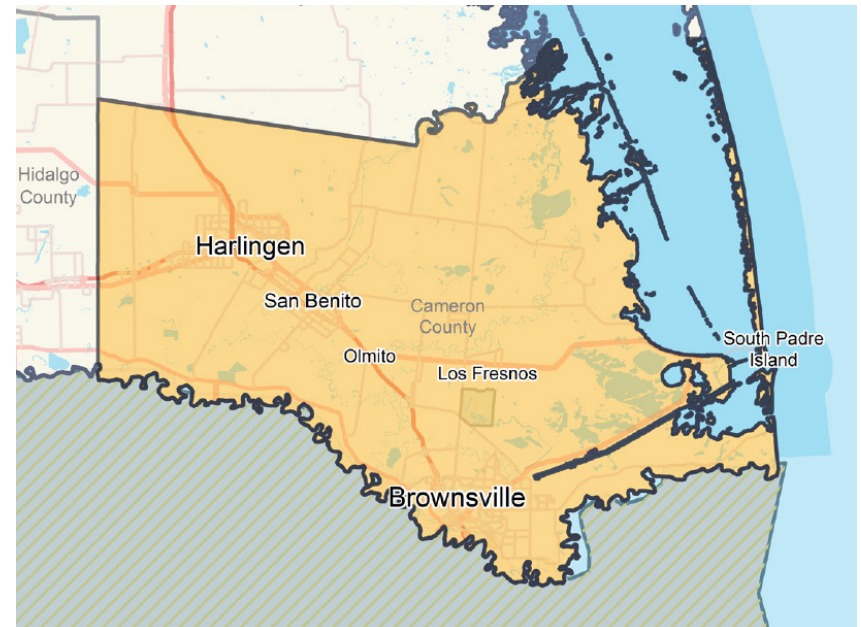 Hidalgo
County
Harlingen
San Benito
Cameron
County
South Padre
Island
Olmito
Los Fresnos
Brownsville